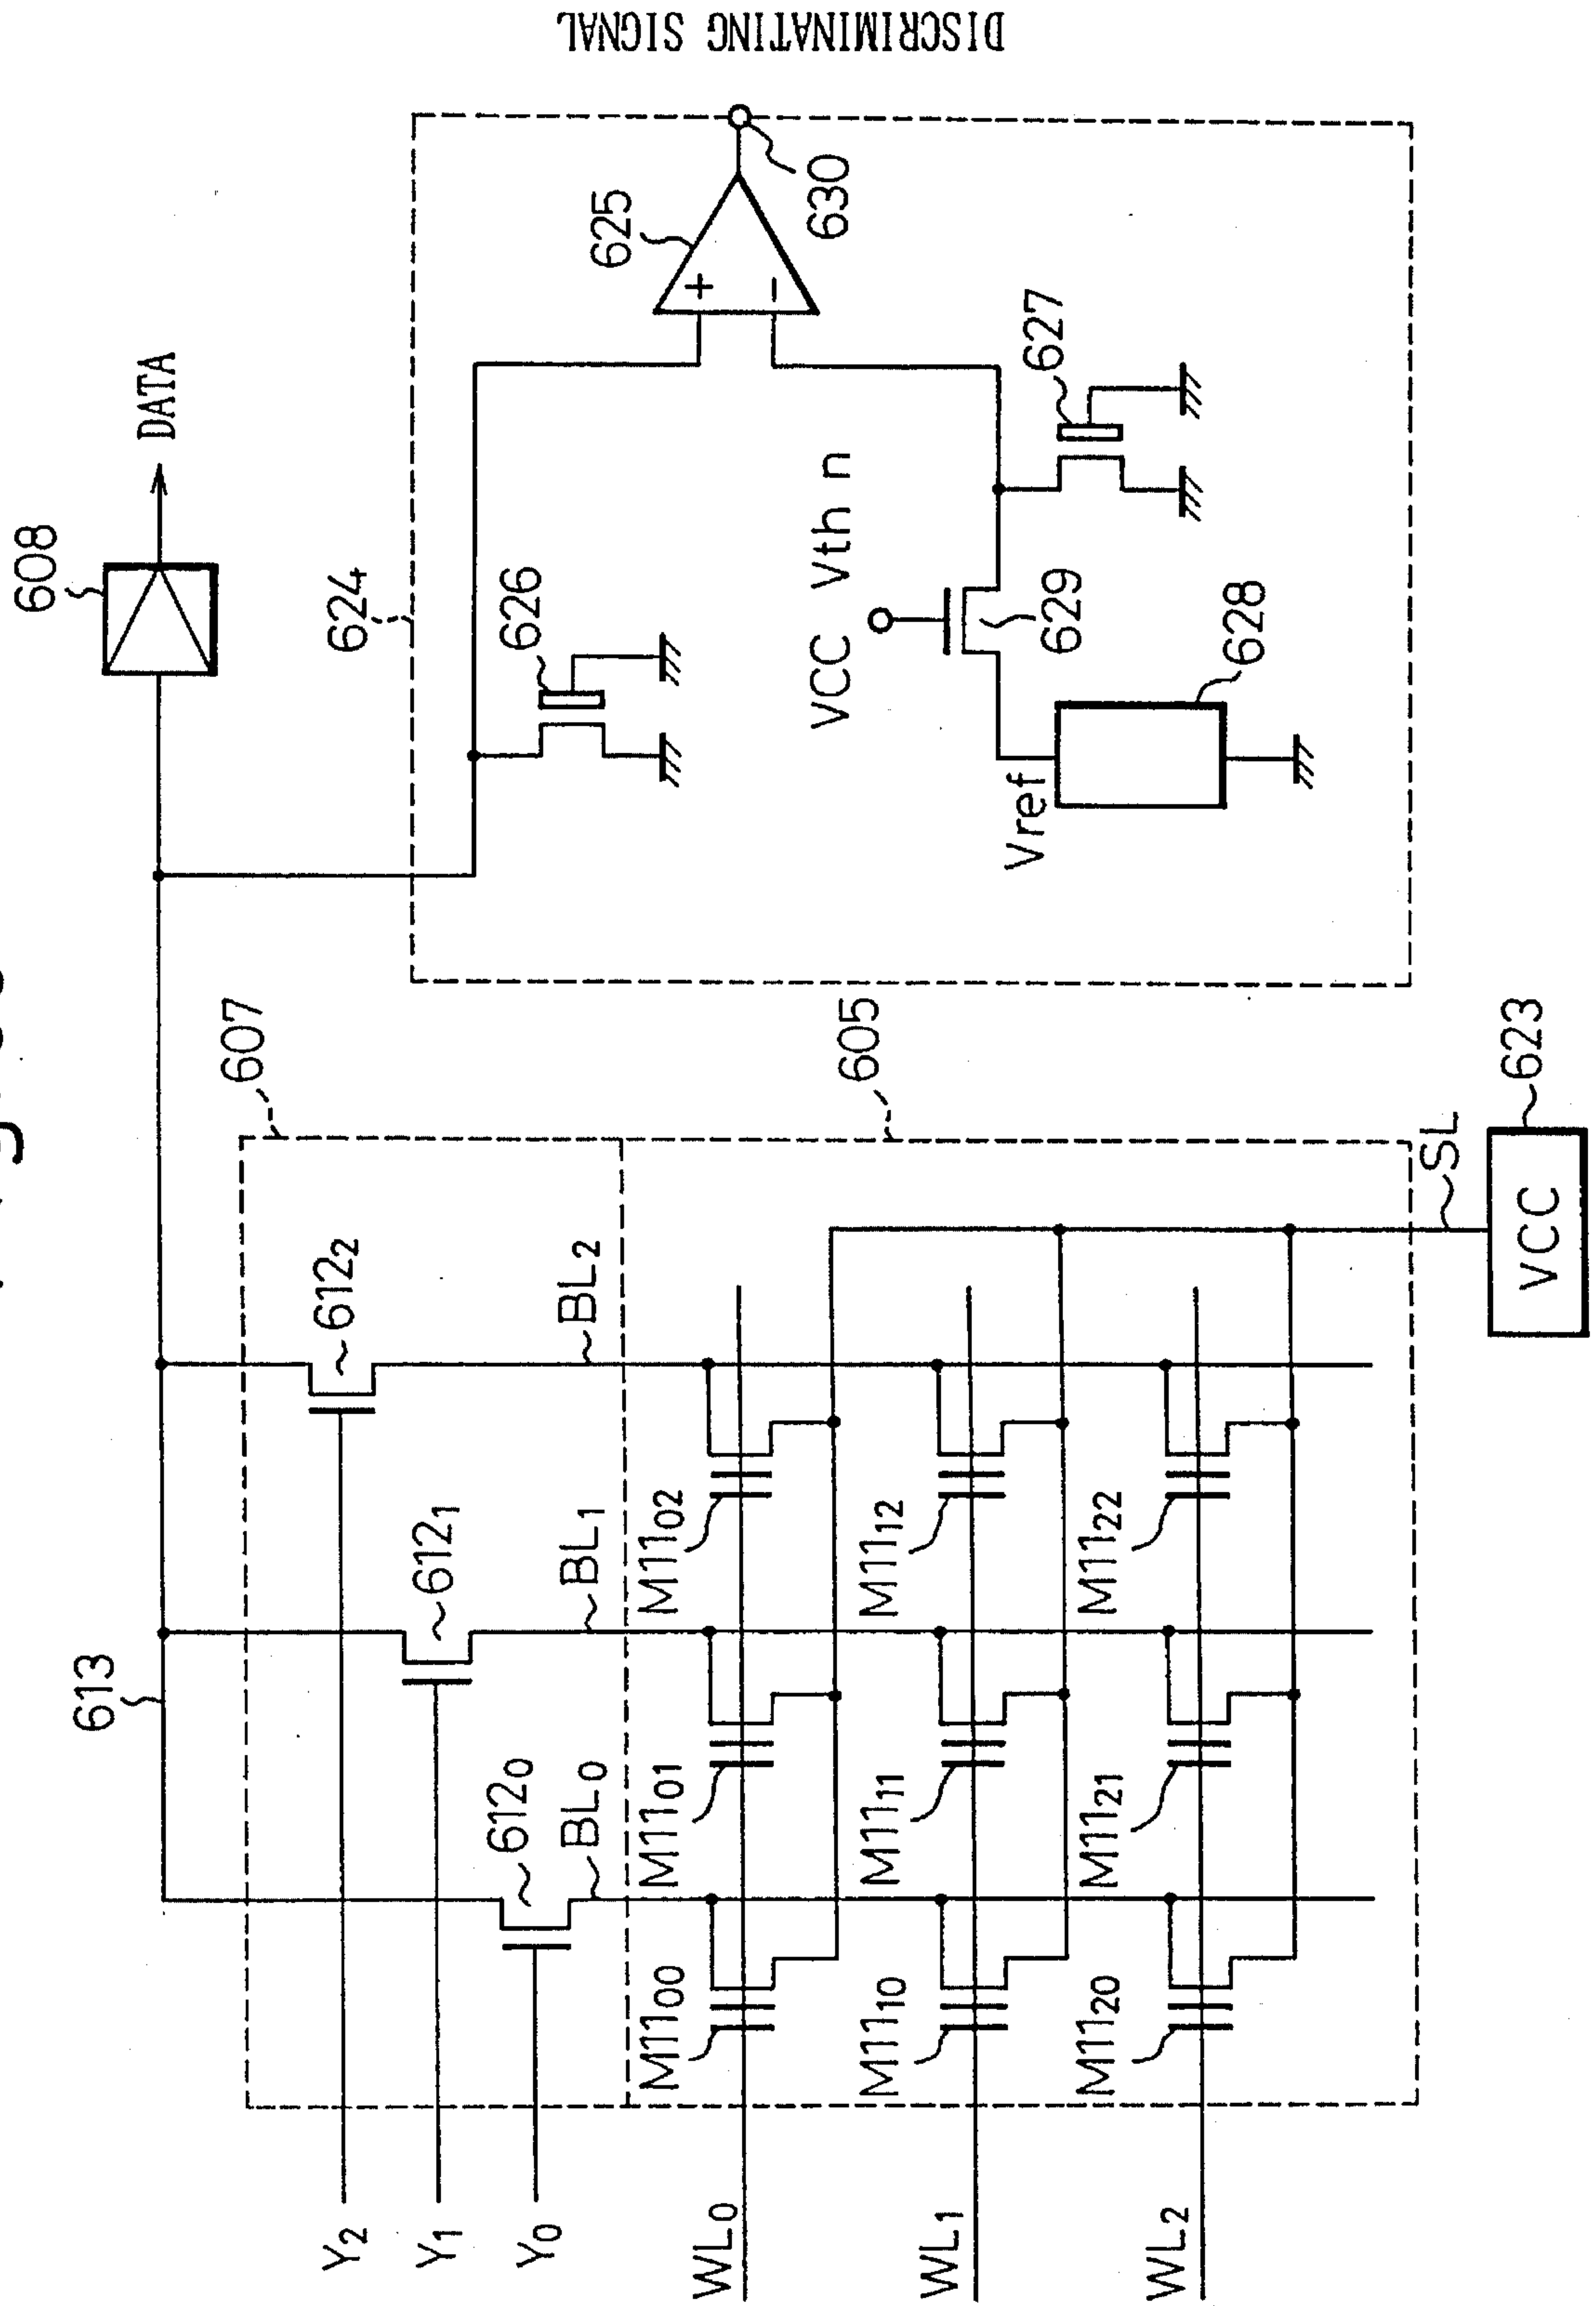 613
607
608
DATA
Y₂
Y₁
Y₀
612₂
612₁
612₀
BL₂
BL₁
BL₀
WL₀
WL₁
WL₂
M11₀₀
M11₀₁
M11₀₂
M11₁₀
M11₁₁
M11₁₂
M11₂₀
M11₂₁
M11₂₂
605
SL
VCC
623
624
626
625
+
−
630
VCC
Vth n
629
627
Vref
628
DISCRIMINATING SIGNAL